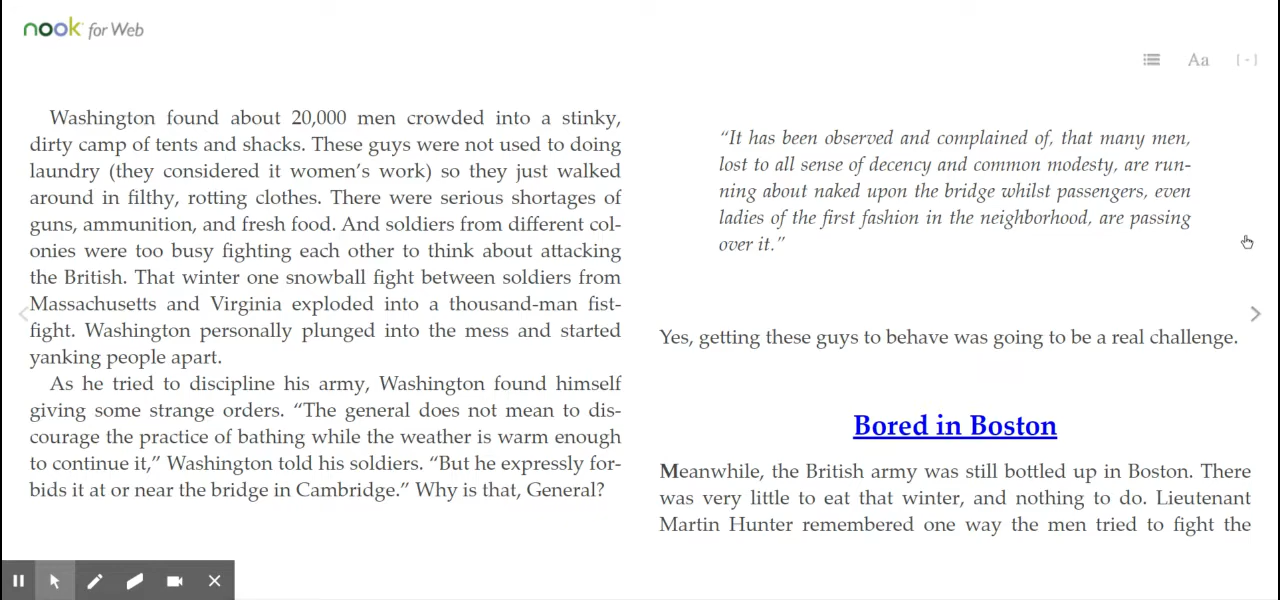 nook for Web
Aa
Washington found about 20,000 men crowded into a stinky,
dirty camp of tents and shacks. These guys were not used to doing
laundry (they considered it women's work) so they just walked
around in filthy, rotting clothes. There were serious shortages of
guns, ammunition, and fresh food. And soldiers from different col-
onies were too busy fighting each other to think about attacking
the British. That winter one snowball fight between soldiers from
Massachusetts and Virginia exploded into a thousand-man fist-
fight. Washington personally plunged into the mess and started
yanking people apart.
As he tried to discipline his army, Washington found himself
giving some strange orders. “The general does not mean to dis-
courage the practice of bathing while the weather is warm enough
to continue it,” Washington told his soldiers. “But he expressly for-
bids it at or near the bridge in Cambridge.” Why is that, General?
“It has been observed and complained of, that many men,
lost to all sense of decency and common modesty, are run-
ning about naked upon the bridge whilst passengers, even
ladies of the first fashion in the neighborhood, are passing
over it.”
Yes, getting these guys to behave was going to be a real challenge.
Bored in Boston
Meanwhile, the British army was still bottled up in Boston. There
was very little to eat that winter, and nothing to do. Lieutenant
Martin Hunter remembered one way the men tried to fight the